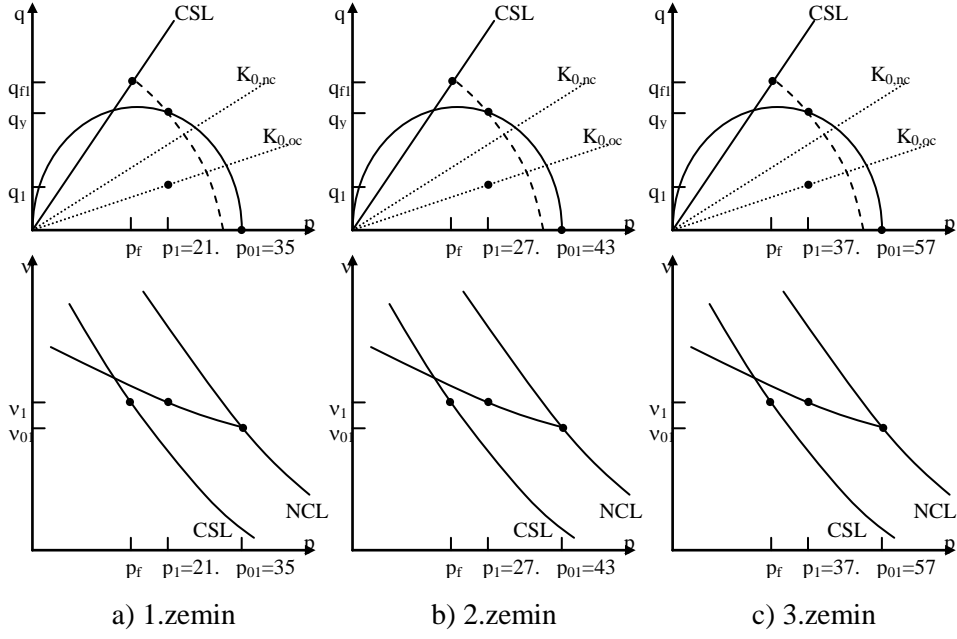 q CSL q CSL q CSL
K0,nc K0,nc K0,nc
qf1 qf1 qf1
qy qy qy
K0,oc K0,oc K0,oc
q1 q1 q1
p p p
pf p1=21. p01=35 pf p1=27. p01=43 pf p1=37. p01=57
ν ν ν
ν1 ν1 ν1
ν01 ν01 ν01
NCL NCL NCL
CSL CSL CSL
p p p
pf p1=21. p01=35 pf p1=27. p01=43 pf p1=37. p01=57
a) 1.zemin b) 2.zemin c) 3.zemin